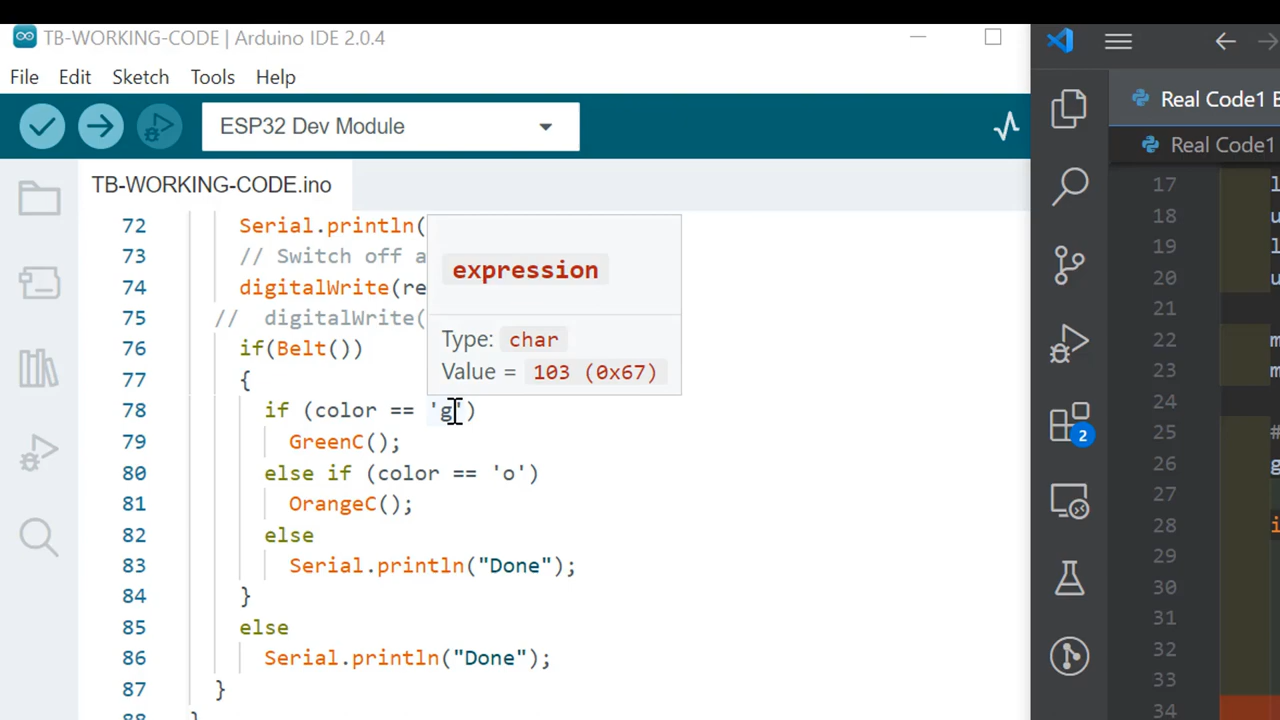 TB-WORKING-CODE | Arduino IDE 2.0.4
File Edit Sketch Tools Help
ESP32 Dev Module
TB-WORKING-CODE.ino
72 Serial.println(
73 // Switch off a
74 digitalWrite(re
75 // digitalWrite(
76 if(Belt())
77 {
78 if (color == 'g')
79 GreenC();
80 else if (color == 'o')
81 OrangeC();
82 else
83 Serial.println("Done");
84 }
85 else
86 Serial.println("Done");
87 }
88 }
expression
Type: char
Value = 103 (0x67)
Real Code1 B
Real Code1
2
17 l
18 u
19 l
20 u
21
22 m
23 m
24
25 #
26 g
27
28 i
29
30
31
32
33
34